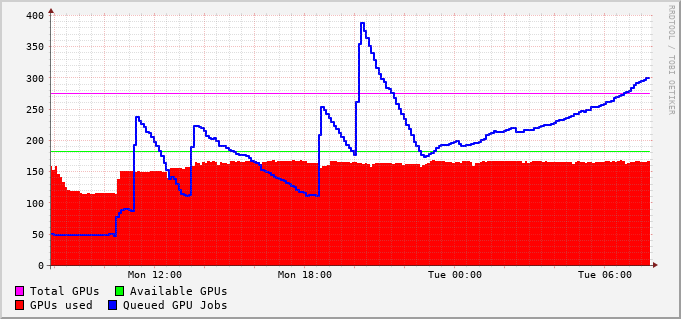 400
350
300
250
200
150
100
50
0
Mon 12:00 Mon 18:00 Tue 00:00 Tue 06:00
Total GPUs Available GPUs
GPUs used Queued GPU Jobs
RRDTOOL / TOBI OETIKER